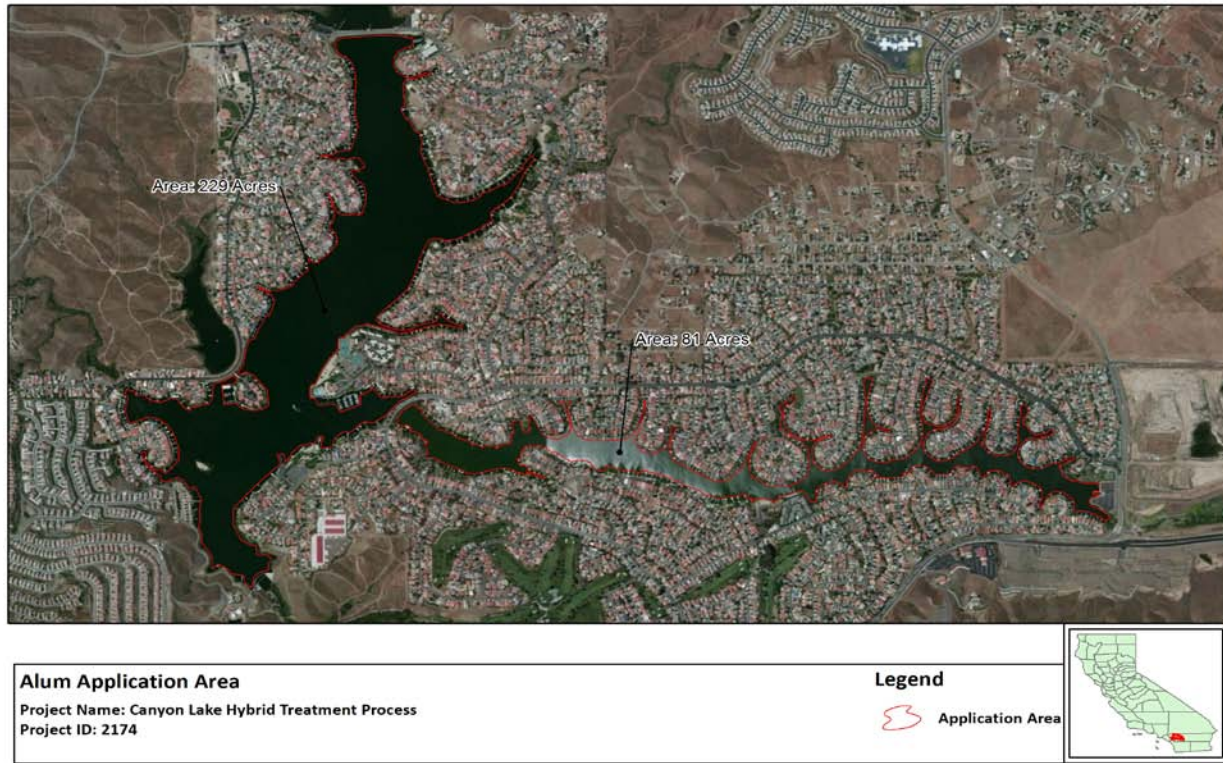 Area: 229 Acres
Area: 81 Acres
Alum Application Area
Project Name: Canyon Lake Hybrid Treatment Process
Project ID: 2174
Legend
Application Area